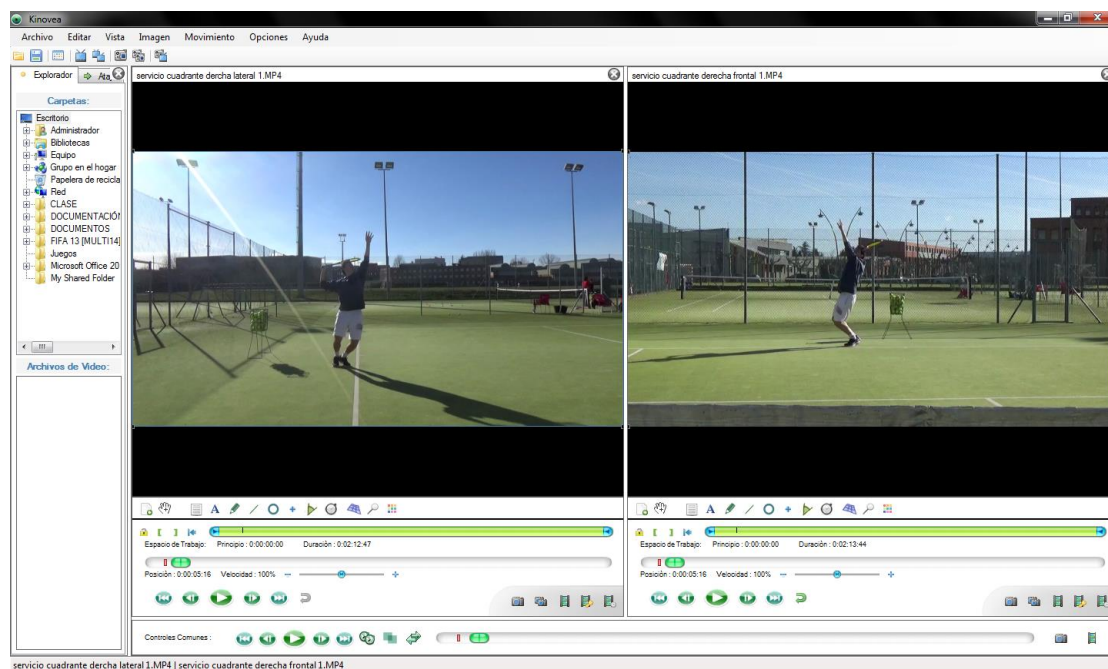 Kinovea
Archivo Editar Vista Imagen Movimiento Opciones Ayuda
Explorador Ata
servicio cuadrante dercha lateral 1.MP4
servicio cuadrante derecha frontal 1.MP4
Carpetas:
Escritorio
Administrador
Bibliotecas
Equipo
Grupo en el hogar
Papelera de recicla
Red
CLASE
DOCUMENTACIÓN
DOCUMENTOS
FIFA 13 [MULTI14]
Juegos
Microsoft Office 20
My Shared Folder
Archivos de Video:
Espacio de Trabajo: Principio : 0:00:00:00 Duración : 0:02:12:47
Posición : 0:00:05:16 Velocidad : 100%
Espacio de Trabajo: Principio : 0:00:00:00 Duración : 0:02:13:44
Posición : 0:00:05:16 Velocidad : 100%
Controles Comunes :
servicio cuadrante dercha lateral 1.MP4 | servicio cuadrante derecha frontal 1.MP4